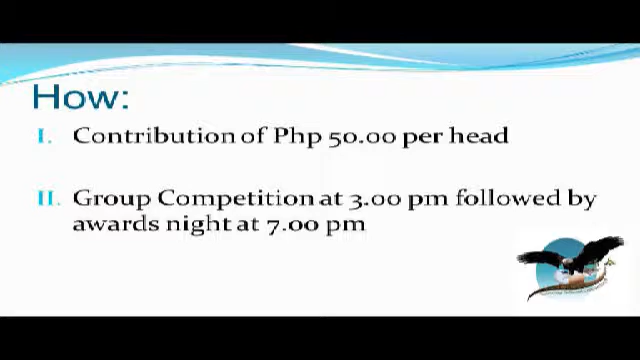 How:
I. Contribution of Php 50.00 per head
II. Group Competition at 3.00 pm followed by
awards night at 7.00 pm